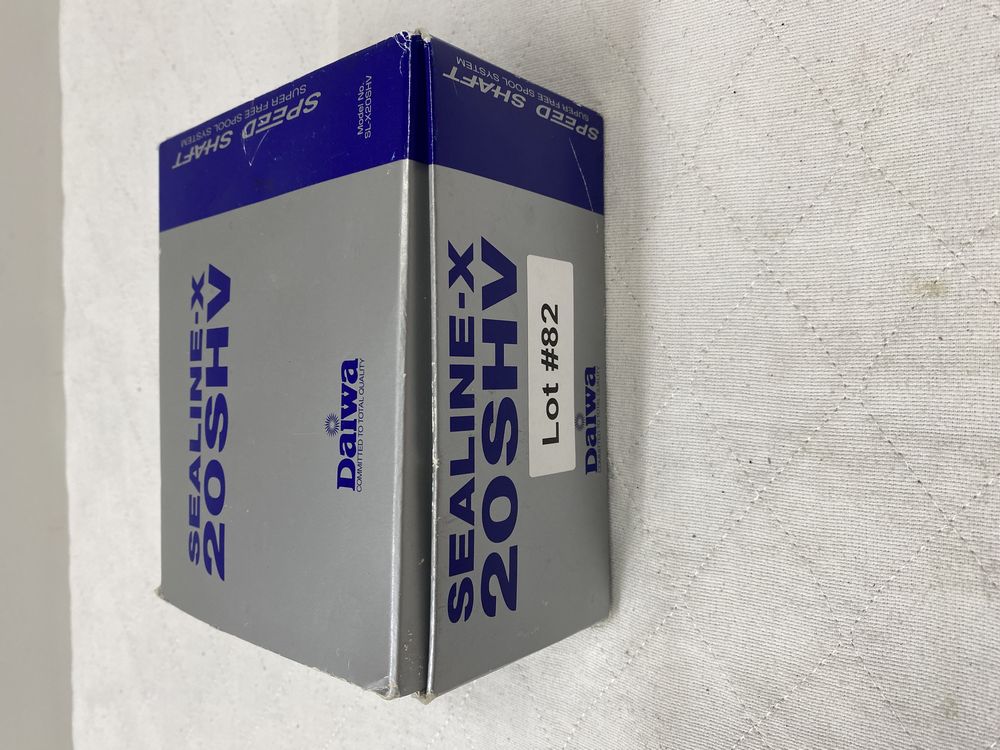 SPEED SHAFT
SUPER FREE SPOOL SYSTEM
Model No.
SL-X20SHV
SEALINE-X
20SHV
Daiwa
COMMITTED TO TOTAL QUALITY
SPEED SHAFT
SUPER FREE SPOOL SYSTEM
SEALINE-X
20SHV
Lot #82
Daiwa